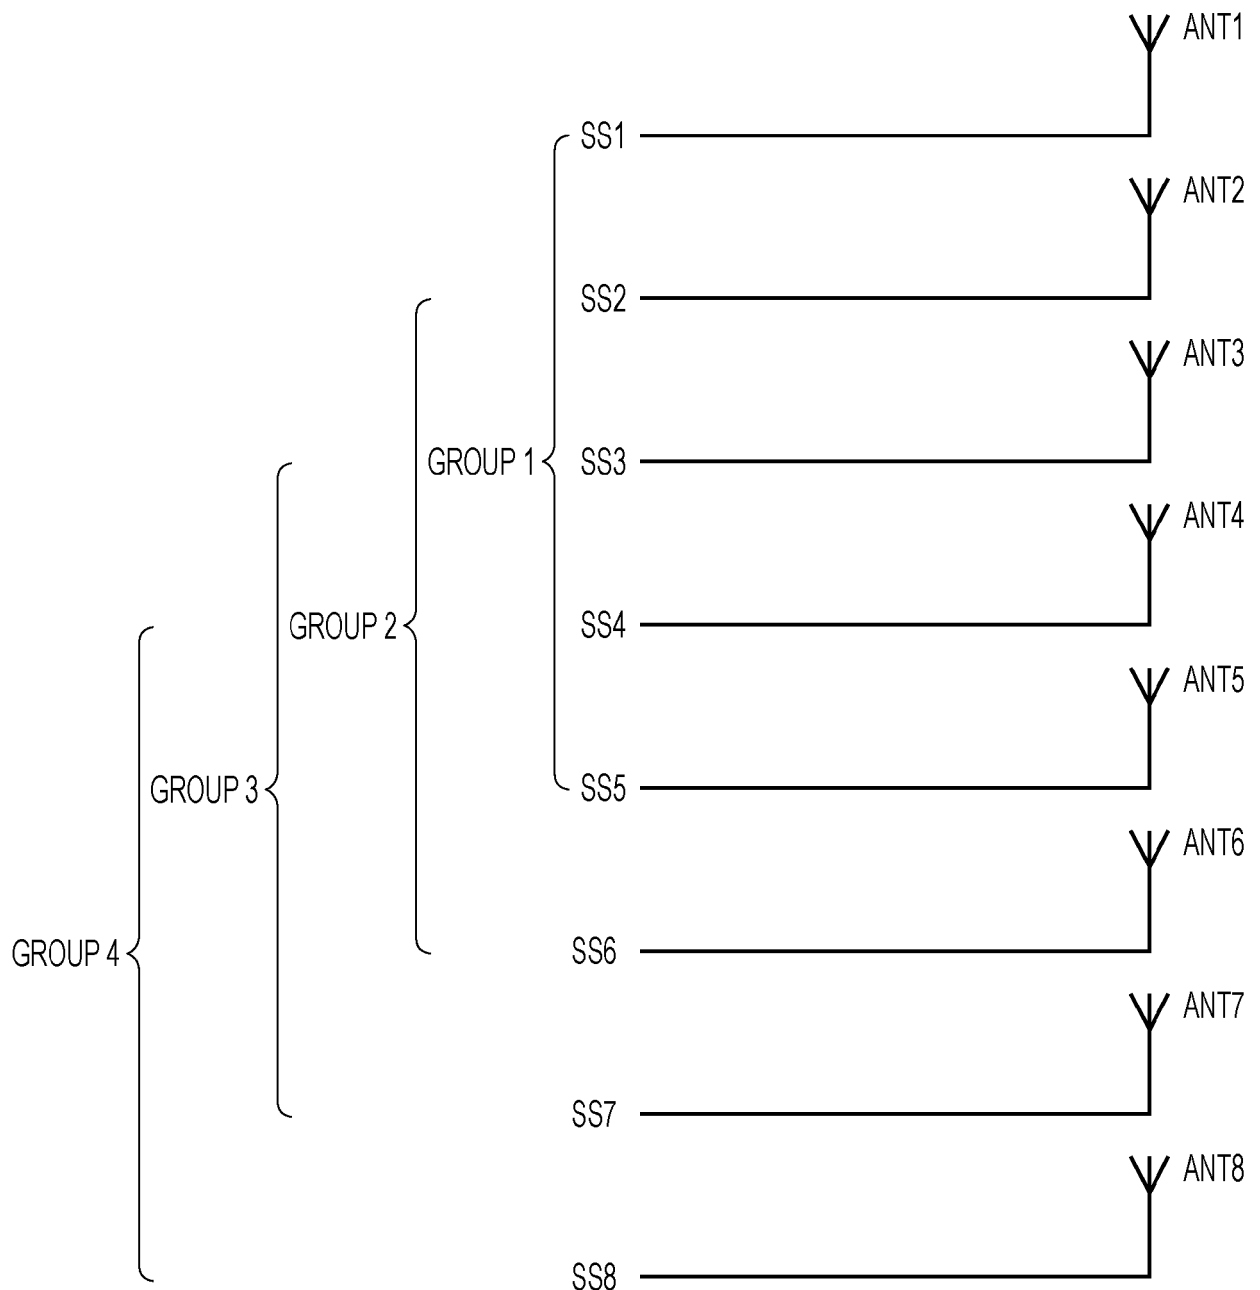 ANT1
SS1
ANT2
SS2
ANT3
GROUP 1
SS3
ANT4
GROUP 2
SS4
ANT5
GROUP 3
SS5
ANT6
GROUP 4
SS6
ANT7
SS7
ANT8
SS8